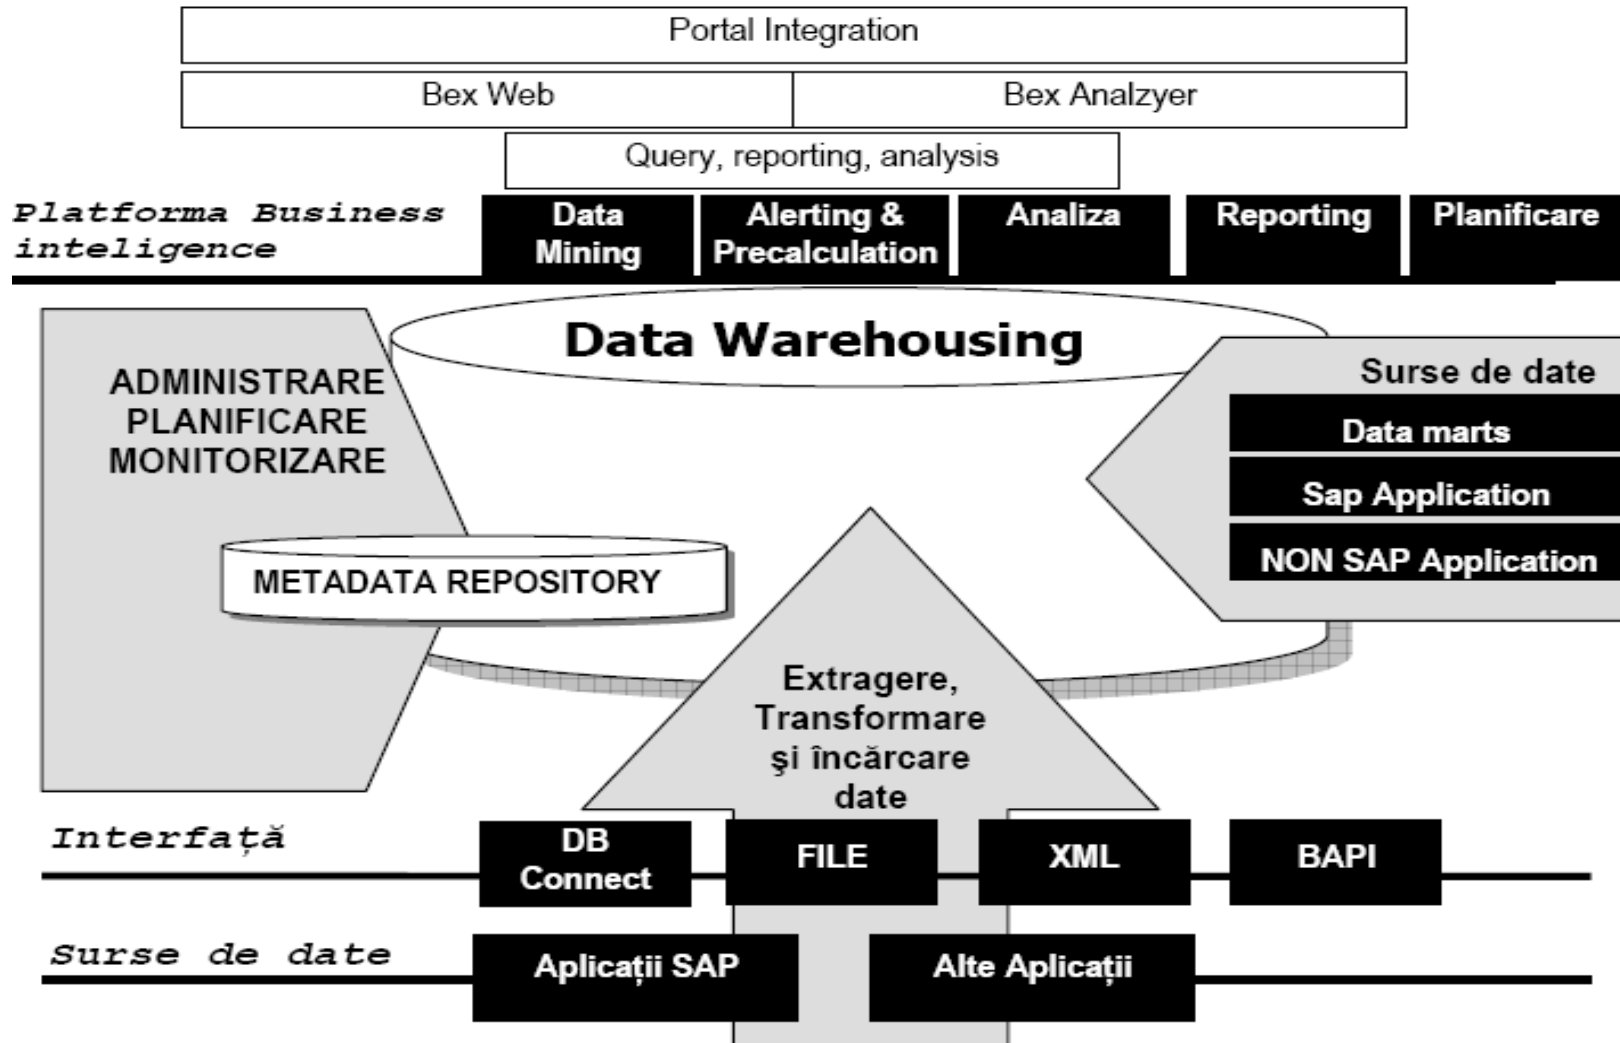 Portal Integration
Bex Web
Bex Analzyer
Query, reporting, analysis
Platforma Business
inteligence
Data
Mining
Alerting &
Precalculation
Analiza
Reporting
Planificare
Data Warehousing
ADMINISTRARE
PLANIFICARE
MONITORIZARE
Surse de date
Data marts
Sap Application
NON SAP Application
METADATA REPOSITORY
Extragere,
Transformare
şi încărcare
date
Interfață
DB
Connect
FILE
XML
BAPI
Surse de date
Aplicații SAP
Alte Aplicații